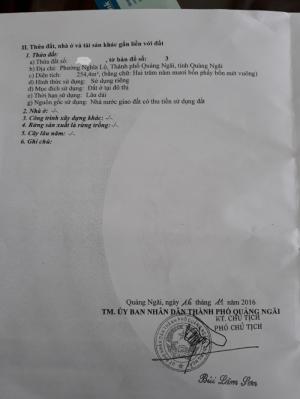 II. Thửa đất, nhà ở và tài sản khác gắn liền với đất
1. Thửa đất:
a) Thửa đất số: , tờ bản đồ số: 3
b) Địa chỉ: Phường Nghĩa Lộ, Thành phố Quảng Ngãi, tỉnh Quảng Ngãi
c) Diện tích: 254,4m², (bằng chữ: Hai trăm năm mươi bốn phẩy bốn mét vuông)
d) Hình thức sử dụng: Sử dụng riêng
đ) Mục đích sử dụng: Đất ở tại đô thị
e) Thời hạn sử dụng: Lâu dài
g) Nguồn gốc sử dụng: Nhà nước giao đất có thu tiền sử dụng đất
2. Nhà ở: -/-
3. Công trình xây dựng khác: -/-
4. Rừng sản xuất là rừng trồng: -/-
5. Cây lâu năm: -/-
6. Ghi chú:
Quảng Ngãi, ngày 16 tháng 11 năm 2016
TM. ỦY BAN NHÂN DÂN THÀNH PHỐ QUẢNG NGÃI
KT. CHỦ TỊCH
PHÓ CHỦ TỊCH
Bùi Lâm Sơn